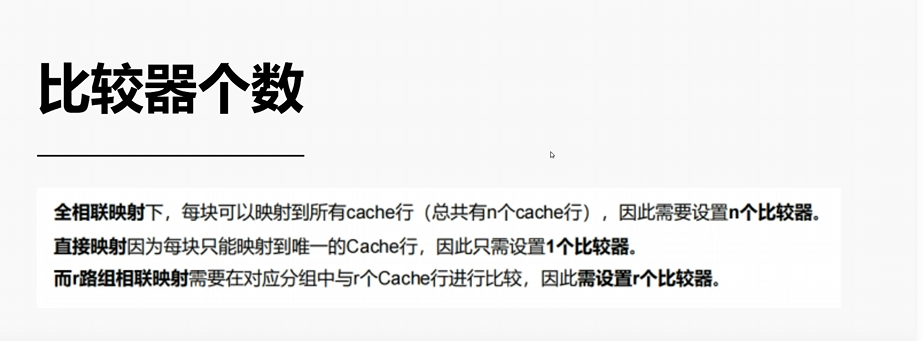 比较器个数
全相联映射下，每块可以映射到所有cache行（总共有n个cache行），因此需要设置n个比较器。
直接映射因为每块只能映射到唯一的Cache行，因此只需设置1个比较器。
而r路组相联映射需要在对应分组中与r个Cache行进行比较，因此需设置r个比较器。